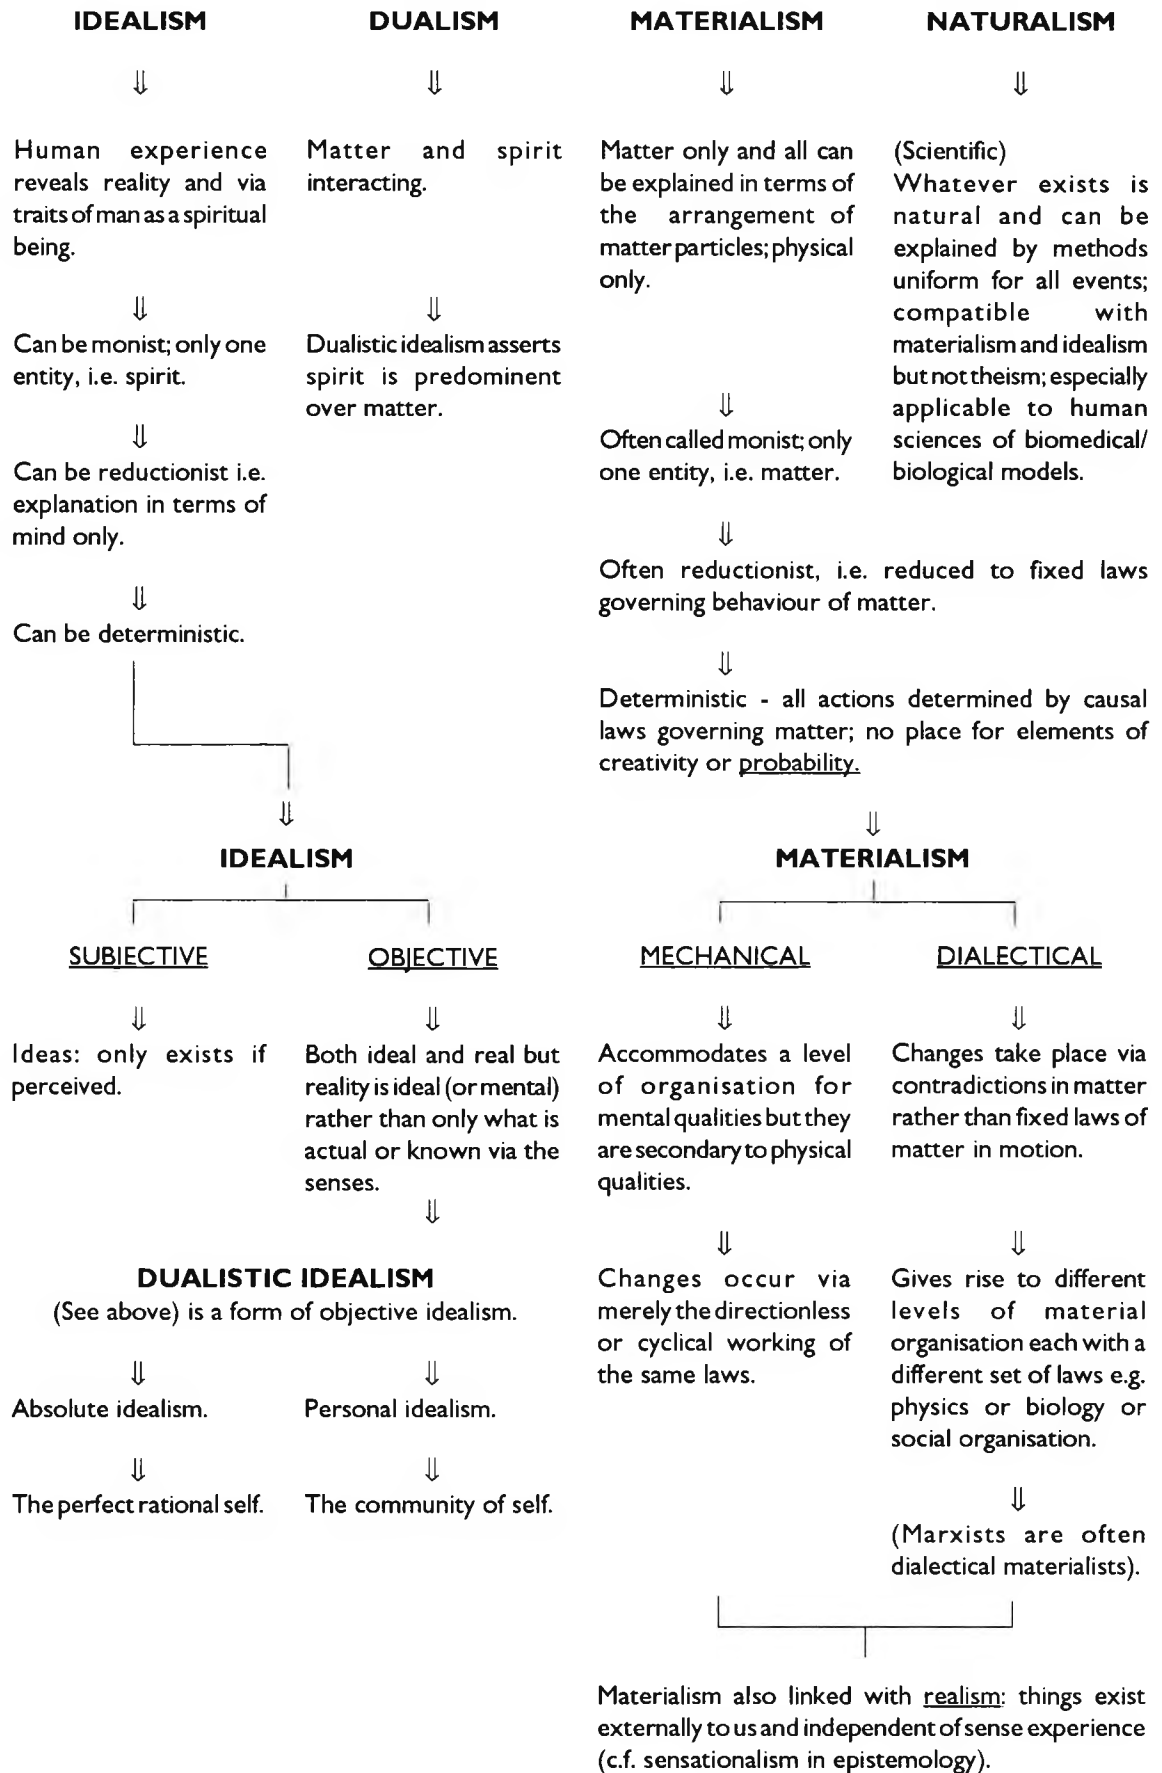 IDEALISM
DUALISM
MATERIALISM
NATURALISM
Human experience
reveals reality and via
traits of man as a spiritual
being.
Matter and spirit
interacting.
Matter only and all can
be explained in terms of
the arrangement of
matter particles; physical
only.
(Scientific)
Whatever exists is
natural and can be
explained by methods
uniform for all events;
compatible with
materialism and idealism
but not theism; especially
applicable to human
sciences of biomedical/
biological models.
Can be monist; only one
entity, i.e. spirit.
Dualistic idealism asserts
spirit is predominent
over matter.
Often called monist; only
one entity, i.e. matter.
Can be reductionist i.e.
explanation in terms of
mind only.
Often reductionist, i.e. reduced to fixed laws
governing behaviour of matter.
Can be deterministic.
Deterministic - all actions determined by causal
laws governing matter; no place for elements of
creativity or probability.
IDEALISM
MATERIALISM
SUBJECTIVE
OBJECTIVE
MECHANICAL
DIALECTICAL
Ideas: only exists if
perceived.
Both ideal and real but
reality is ideal (or mental)
rather than only what is
actual or known via the
senses.
Accommodates a level
of organisation for
mental qualities but they
are secondary to physical
qualities.
Changes take place via
contradictions in matter
rather than fixed laws of
matter in motion.
DUALISTIC IDEALISM
(See above) is a form of objective idealism.
Changes occur via
merely the directionless
or cyclical working of
the same laws.
Gives rise to different
levels of material
organisation each with a
different set of laws e.g.
physics or biology or
social organisation.
Absolute idealism.
Personal idealism.
The perfect rational self.
The community of self.
(Marxists are often
dialectical materialists).
Materialism also linked with realism: things exist
externally to us and independent of sense experience
(c.f. sensationalism in epistemology).